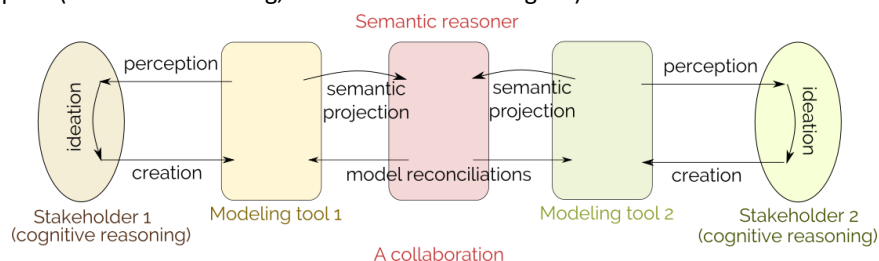 Semantic reasoner
perception
ideation
creation
semantic
projection
semantic
projection
model reconciliations
perception
ideation
creation
Stakeholder 1
(cognitive reasoning)
Modeling tool 1
Modeling tool 2
Stakeholder 2
(cognitive reasoning)
A collaboration